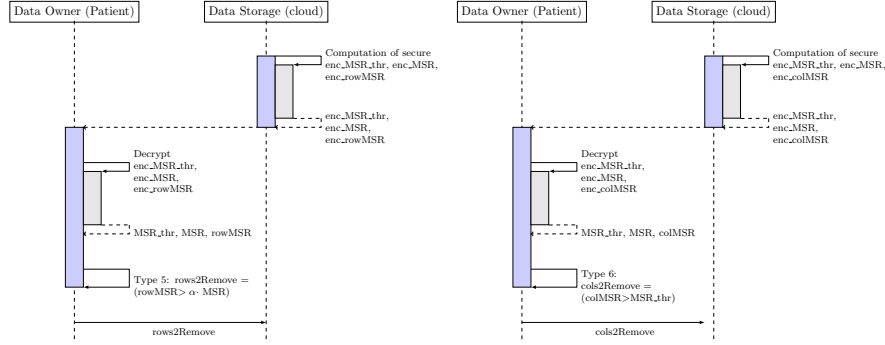 Data Owner (Patient)
Data Storage (cloud)
Computation of secure
enc_MSR_thr, enc_MSR,
enc_rowMSR
enc_MSR_thr,
enc_MSR,
enc_rowMSR
Decrypt
enc_MSR_thr,
enc_MSR,
enc_rowMSR
MSR_thr, MSR, rowMSR
Type 5: rows2Remove =
(rowMSR> α· MSR)
rows2Remove
Data Owner (Patient)
Data Storage (cloud)
Computation of secure
enc_MSR_thr, enc_MSR,
enc_colMSR
enc_MSR_thr,
enc_MSR,
enc_colMSR
Decrypt
enc_MSR_thr,
enc_MSR,
enc_colMSR
MSR_thr, MSR, colMSR
Type 6:
cols2Remove =
(colMSR>MSR_thr)
cols2Remove